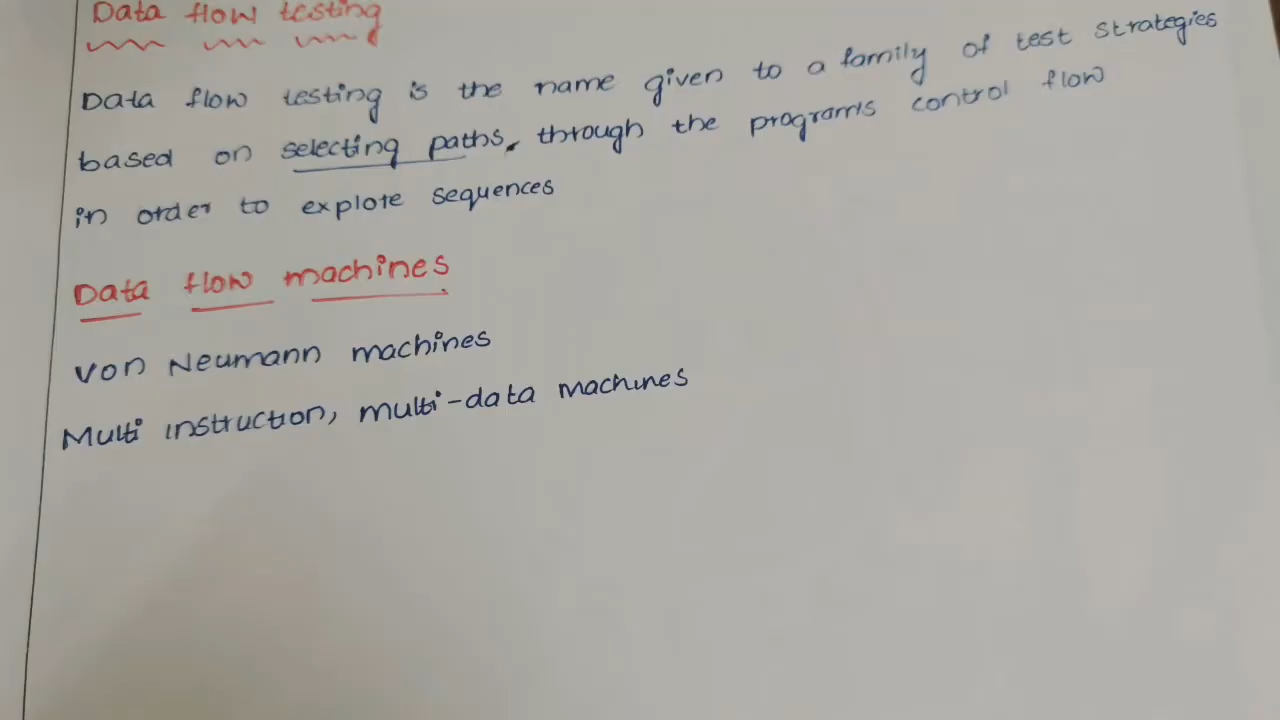 Data flow testing
Data flow testing is the name given to a family of test strategies
based on selecting paths, through the programs control flow
in order to explote sequences
Data flow machines
Von Neumann machines
Multi instruction, multi-data machines